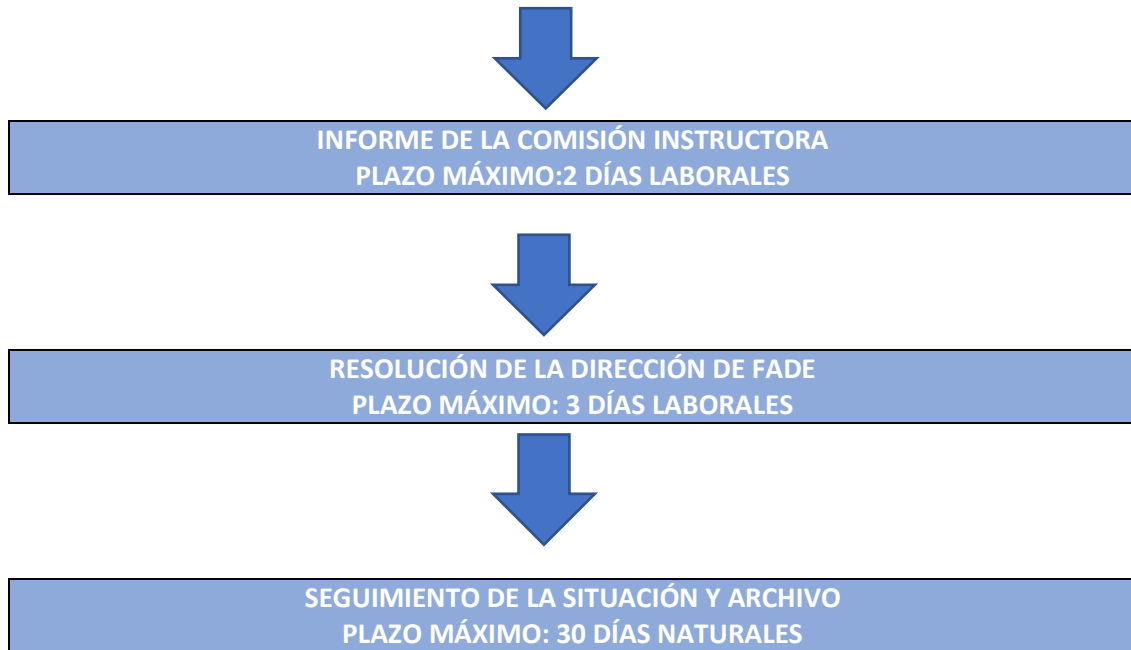 INFORME DE LA COMISIÓN INSTRUCTORA
PLAZO MÁXIMO:2 DÍAS LABORALES
RESOLUCIÓN DE LA DIRECCIÓN DE FADE
PLAZO MÁXIMO: 3 DÍAS LABORALES
SEGUIMIENTO DE LA SITUACIÓN Y ARCHIVO
PLAZO MÁXIMO: 30 DÍAS NATURALES